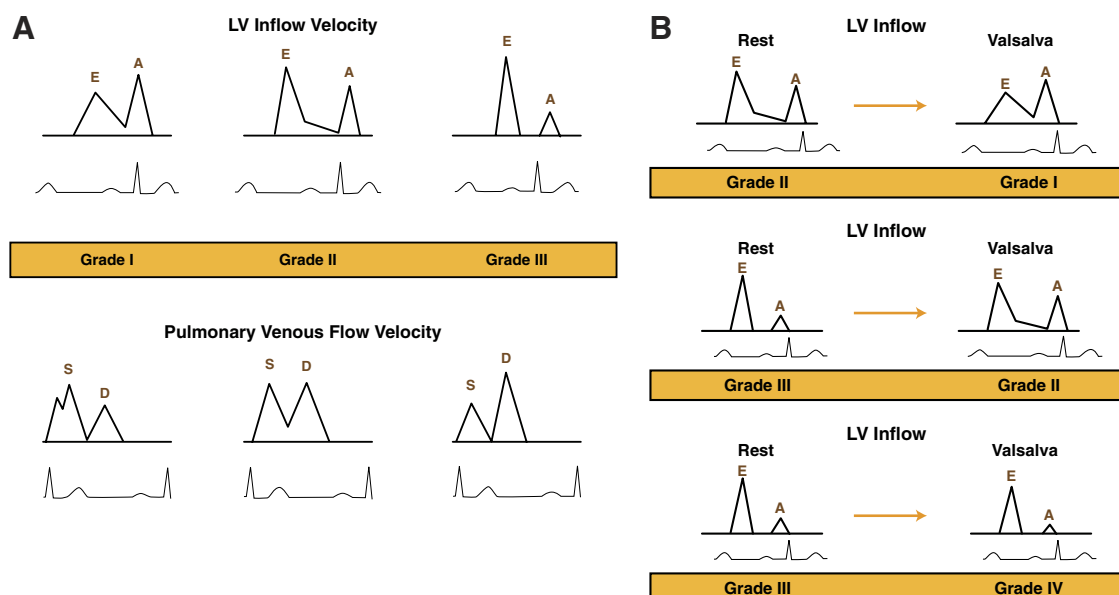 A
LV Inflow Velocity
E A
E A
E A
Grade I Grade II Grade III
Pulmonary Venous Flow Velocity
S D
S D
S D
B
LV Inflow
Rest Valsalva
E A
E A
Grade II Grade I
LV Inflow
Rest Valsalva
E A
E A
Grade III Grade II
LV Inflow
Rest Valsalva
E A
E A
Grade III Grade IV